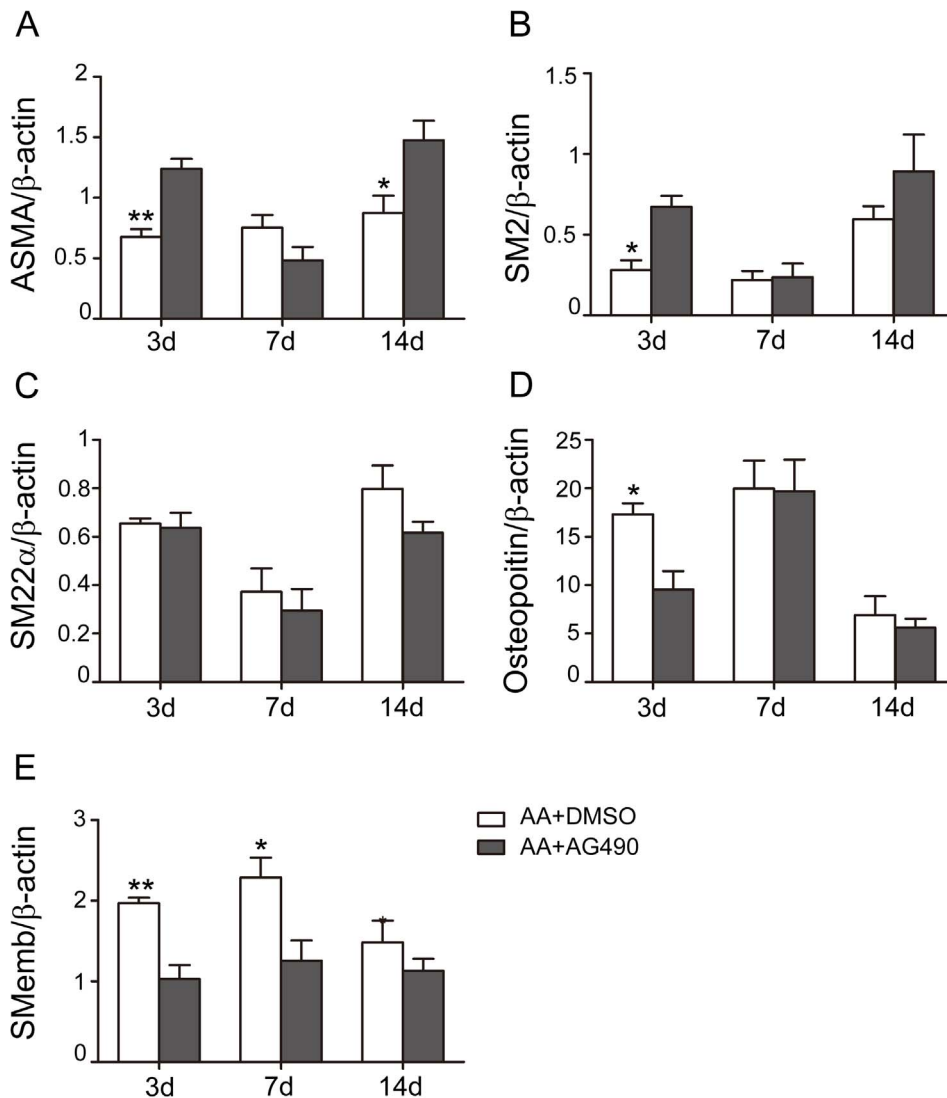 A
ASMA/β-actin
2
1.5
1
0.5
0
**
*
3d 7d 14d
B
SM2/β-actin
1.5
1
0.5
0
*
3d 7d 14d
C
SM22α/β-actin
1
0.8
0.6
0.4
0.2
0
3d 7d 14d
D
Osteopoitin/β-actin
25
20
15
10
5
0
*
3d 7d 14d
E
SMemb/β-actin
3
2
1
0
**
*
*
3d 7d 14d
AA+DMSO
AA+AG490